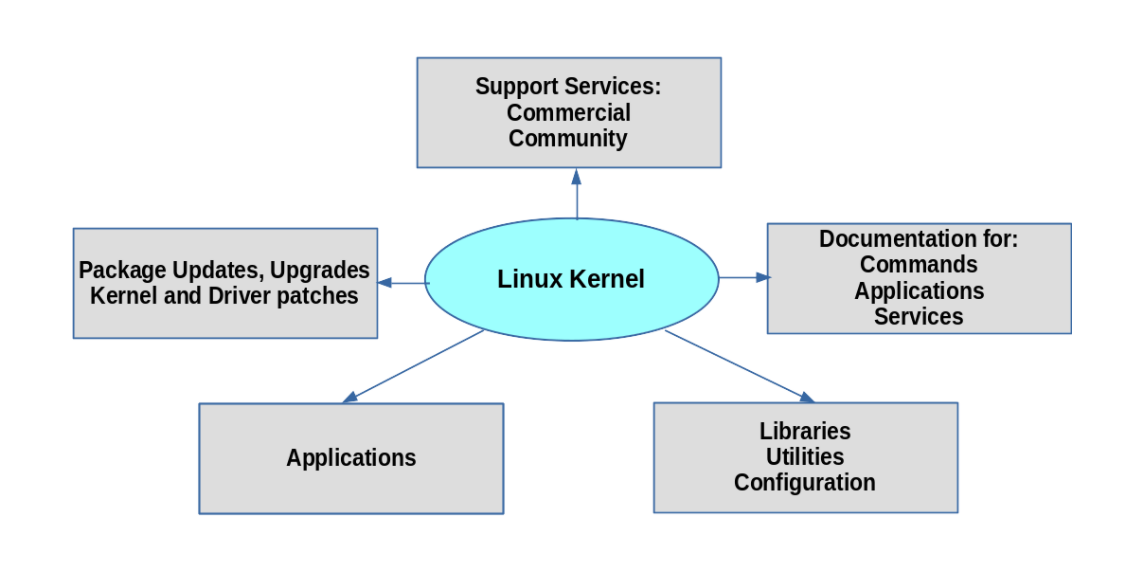 Support Services:
Commercial
Community
Package Updates, Upgrades
Kernel and Driver patches
Linux Kernel
Documentation for:
Commands
Applications
Services
Applications
Libraries
Utilities
Configuration